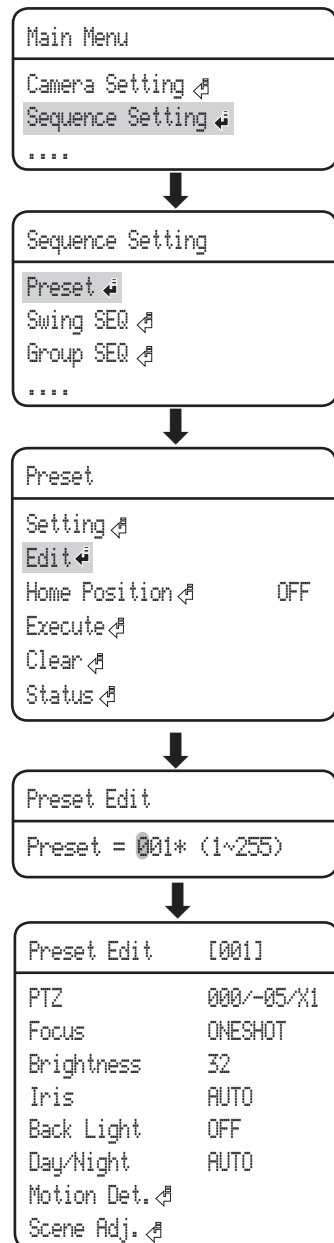 Main Menu
Camera Setting
Sequence Setting
....
Sequence Setting
Preset
Swing SEQ
Group SEQ
....
Preset
Setting
Edit
Home Position OFF
Execute
Clear
Status
Preset Edit
Preset = 001* (1~255)
Preset Edit [001]
PTZ 000/-05/X1
Focus ONESHOT
Brightness 32
Iris AUTO
Back Light OFF
Day/Night AUTO
Motion Det.
Scene Adj.